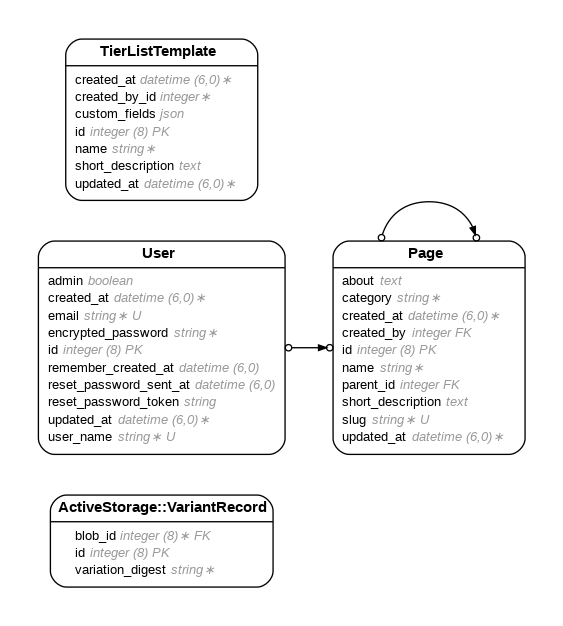 TierListTemplate
created_at datetime (6,0)∗
created_by_id integer∗
custom_fields json
id integer (8) PK
name string∗
short_description text
updated_at datetime (6,0)∗
User
admin boolean
created_at datetime (6,0)∗
email string∗ U
encrypted_password string∗
id integer (8) PK
remember_created_at datetime (6,0)
reset_password_sent_at datetime (6,0)
reset_password_token string
updated_at datetime (6,0)∗
user_name string∗ U
Page
about text
category string∗
created_at datetime (6,0)∗
created_by integer FK
id integer (8) PK
name string∗
parent_id integer FK
short_description text
slug string∗ U
updated_at datetime (6,0)∗
ActiveStorage::VariantRecord
blob_id integer (8)∗ FK
id integer (8) PK
variation_digest string∗